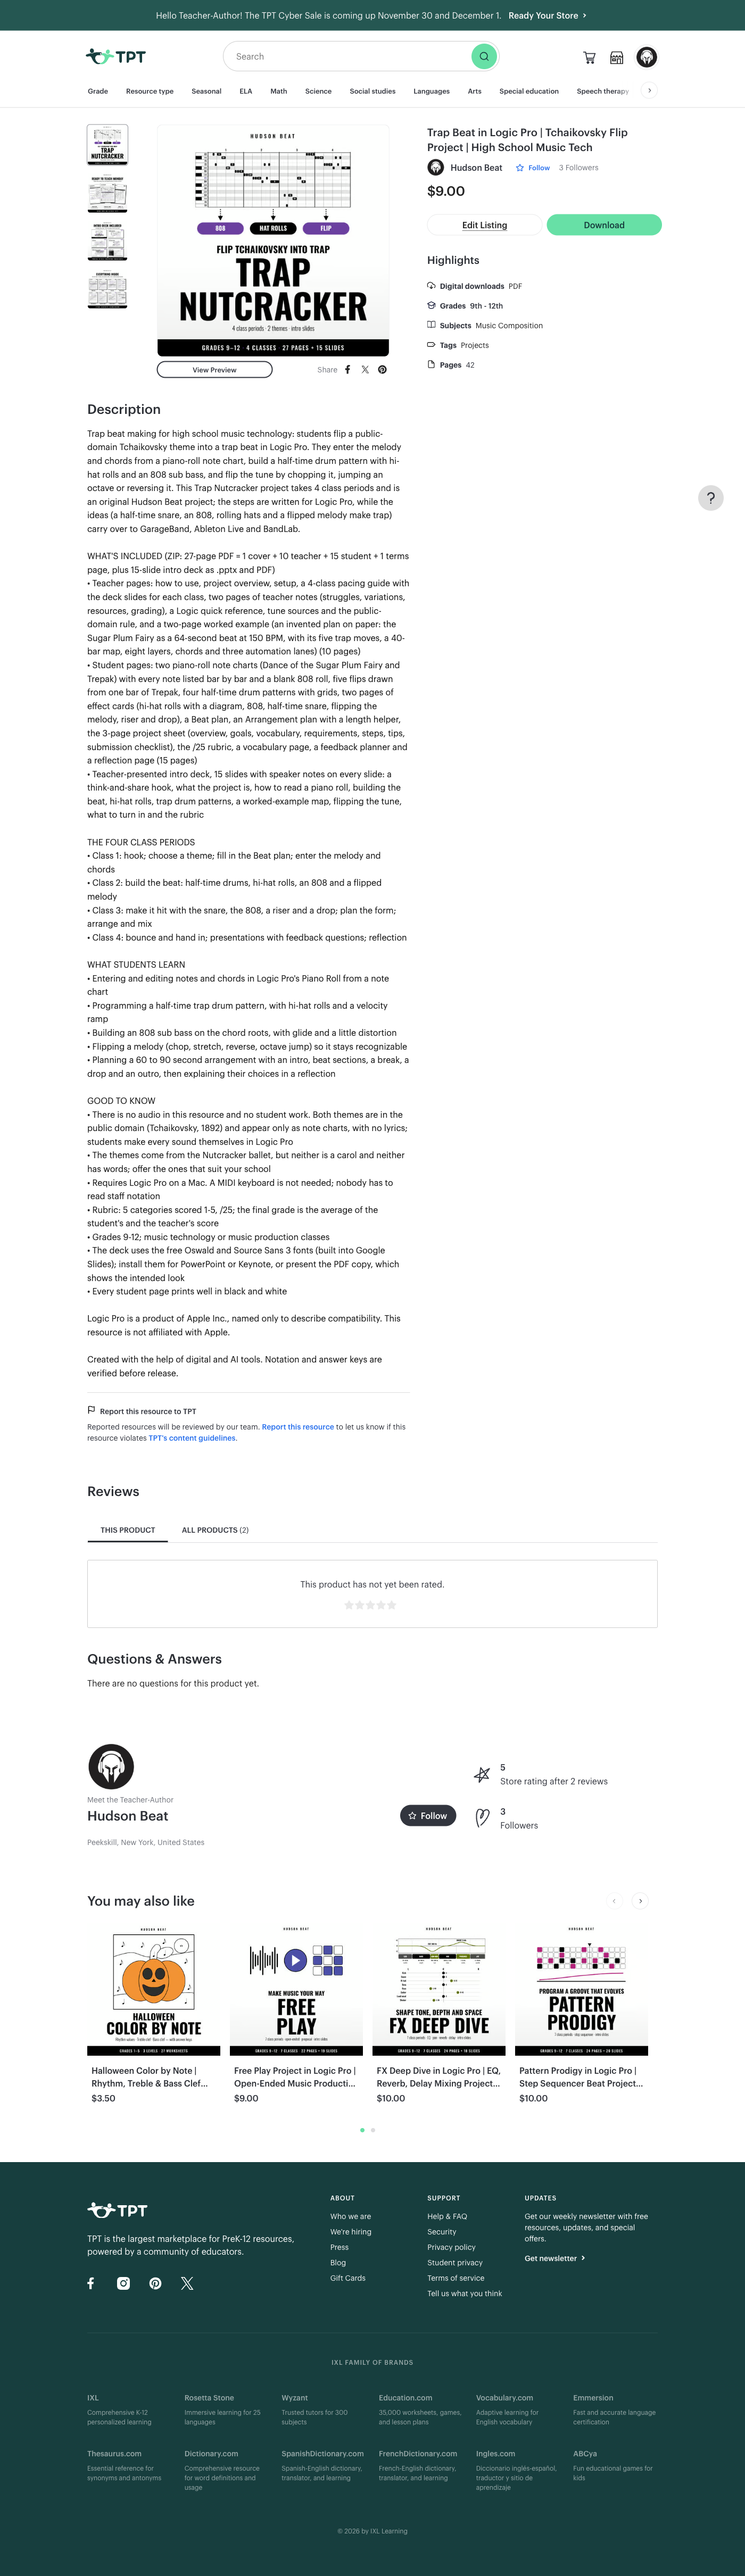 Hello Teacher-Author! The TPT Cyber Sale is coming up November 30 and December 1. Ready Your Store
TPT
Search
Grade Resource type Seasonal ELA Math Science Social studies Languages Arts Special education Speech therapy
HUDSON BEAT
808 HAT ROLLS FLIP
FLIP TCHAIKOVSKY INTO TRAP
TRAP
NUTCRACKER
4 class periods · 2 themes · intro slides
GRADES 9–12 4 CLASSES 27 PAGES + 15 SLIDES
View Preview
Share
Trap Beat in Logic Pro | Tchaikovsky Flip
Project | High School Music Tech
Hudson Beat Follow 3 Followers
$9.00
Edit Listing Download
Highlights
Digital downloads PDF
Grades 9th - 12th
Subjects Music Composition
Tags Projects
Pages 42
?
Description
Trap beat making for high school music technology: students flip a public-
domain Tchaikovsky theme into a trap beat in Logic Pro. They enter the melody
and chords from a piano-roll note chart, build a half-time drum pattern with hi-
hat rolls and an 808 sub bass, and flip the tune by chopping it, jumping an
octave or reversing it. This Trap Nutcracker project takes 4 class periods and is
an original Hudson Beat project; the steps are written for Logic Pro, while the
ideas (a half-time snare, an 808, rolling hats and a flipped melody make trap)
carry over to GarageBand, Ableton Live and BandLab.
WHAT'S INCLUDED (ZIP: 27-page PDF = 1 cover + 10 teacher + 15 student + 1 terms
page, plus 15-slide intro deck as .pptx and PDF)
• Teacher pages: how to use, project overview, setup, a 4-class pacing guide with
the deck slides for each class, two pages of teacher notes (struggles, variations,
resources, grading), a Logic quick reference, tune sources and the public-
domain rule, and a two-page worked example (an invented plan on paper: the
Sugar Plum Fairy as a 64-second beat at 150 BPM, with its five trap moves, a 40-
bar map, eight layers, chords and three automation lanes) (10 pages)
• Student pages: two piano-roll note charts (Dance of the Sugar Plum Fairy and
Trepak) with every note listed bar by bar and a blank 808 roll, five flips drawn
from one bar of Trepak, four half-time drum patterns with grids, two pages of
effect cards (hi-hat rolls with a diagram, 808, half-time snare, flipping the
melody, riser and drop), a Beat plan, an Arrangement plan with a length helper,
the 3-page project sheet (overview, goals, vocabulary, requirements, steps, tips,
submission checklist), the /25 rubric, a vocabulary page, a feedback planner and
a reflection page (15 pages)
• Teacher-presented intro deck, 15 slides with speaker notes on every slide: a
think-and-share hook, what the project is, how to read a piano roll, building the
beat, hi-hat rolls, trap drum patterns, a worked-example map, flipping the tune,
what to turn in and the rubric
THE FOUR CLASS PERIODS
• Class 1: hook; choose a theme; fill in the Beat plan; enter the melody and
chords
• Class 2: build the beat: half-time drums, hi-hat rolls, an 808 and a flipped
melody
• Class 3: make it hit with the snare, the 808, a riser and a drop; plan the form;
arrange and mix
• Class 4: bounce and hand in; presentations with feedback questions; reflection
WHAT STUDENTS LEARN
• Entering and editing notes and chords in Logic Pro's Piano Roll from a note
chart
• Programming a half-time trap drum pattern, with hi-hat rolls and a velocity
ramp
• Building an 808 sub bass on the chord roots, with glide and a little distortion
• Flipping a melody (chop, stretch, reverse, octave jump) so it stays recognizable
• Planning a 60 to 90 second arrangement with an intro, beat sections, a break, a
drop and an outro, then explaining their choices in a reflection
GOOD TO KNOW
• There is no audio in this resource and no student work. Both themes are in the
public domain (Tchaikovsky, 1892) and appear only as note charts, with no lyrics;
students make every sound themselves in Logic Pro
• The themes come from the Nutcracker ballet, but neither is a carol and neither
has words; offer the ones that suit your school
• Requires Logic Pro on a Mac. A MIDI keyboard is not needed; nobody has to
read staff notation
• Rubric: 5 categories scored 1-5, /25; the final grade is the average of the
student's and the teacher's score
• Grades 9-12; music technology or music production classes
• The deck uses the free Oswald and Source Sans 3 fonts (built into Google
Slides); install them for PowerPoint or Keynote, or present the PDF copy, which
shows the intended look
• Every student page prints well in black and white
Logic Pro is a product of Apple Inc., named only to describe compatibility. This
resource is not affiliated with Apple.
Created with the help of digital and AI tools. Notation and answer keys are
verified before release.
Report this resource to TPT
Reported resources will be reviewed by our team. Report this resource to let us know if this
resource violates TPT's content guidelines.
Reviews
THIS PRODUCT ALL PRODUCTS (2)
This product has not yet been rated.
Questions & Answers
There are no questions for this product yet.
Meet the Teacher-Author
Hudson Beat
Peekskill, New York, United States
Follow
5
Store rating after 2 reviews
3
Followers
You may also like
HALLOWEEN
COLOR BY NOTE
Halloween Color by Note |
Rhythm, Treble & Bass Clef...
$3.50
HUDSON BEAT
MAKE MUSIC YOUR WAY
FREE
PLAY
Free Play Project in Logic Pro |
Open-Ended Music Producti...
$9.00
HUDSON BEAT
SHAPE TONE, DEPTH AND SPACE
FX DEEP DIVE
FX Deep Dive in Logic Pro | EQ,
Reverb, Delay Mixing Project...
$10.00
HUDSON BEAT
PROGRAM A GROOVE THAT EVOLVES
PATTERN
PRODIGY
Pattern Prodigy in Logic Pro |
Step Sequencer Beat Project...
$10.00
TPT
TPT is the largest marketplace for PreK-12 resources,
powered by a community of educators.
ABOUT
Who we are
We're hiring
Press
Blog
Gift Cards
SUPPORT
Help & FAQ
Security
Privacy policy
Student privacy
Terms of service
Tell us what you think
UPDATES
Get our weekly newsletter with free
resources, updates, and special
offers.
Get newsletter
IXL FAMILY OF BRANDS
IXL
Comprehensive K-12
personalized learning
Rosetta Stone
Immersive learning for 25
languages
Wyzant
Trusted tutors for 300
subjects
Education.com
35,000 worksheets, games,
and lesson plans
Vocabulary.com
Adaptive learning for
English vocabulary
Emmersion
Fast and accurate language
certification
Thesaurus.com
Essential reference for
synonyms and antonyms
Dictionary.com
Comprehensive resource
for word definitions and
usage
SpanishDictionary.com
Spanish-English dictionary,
translator, and learning
FrenchDictionary.com
French-English dictionary,
translator, and learning
Ingles.com
Diccionario inglés-español,
traductor y sitio de
aprendizaje
ABCya
Fun educational games for
kids
© 2026 by IXL Learning